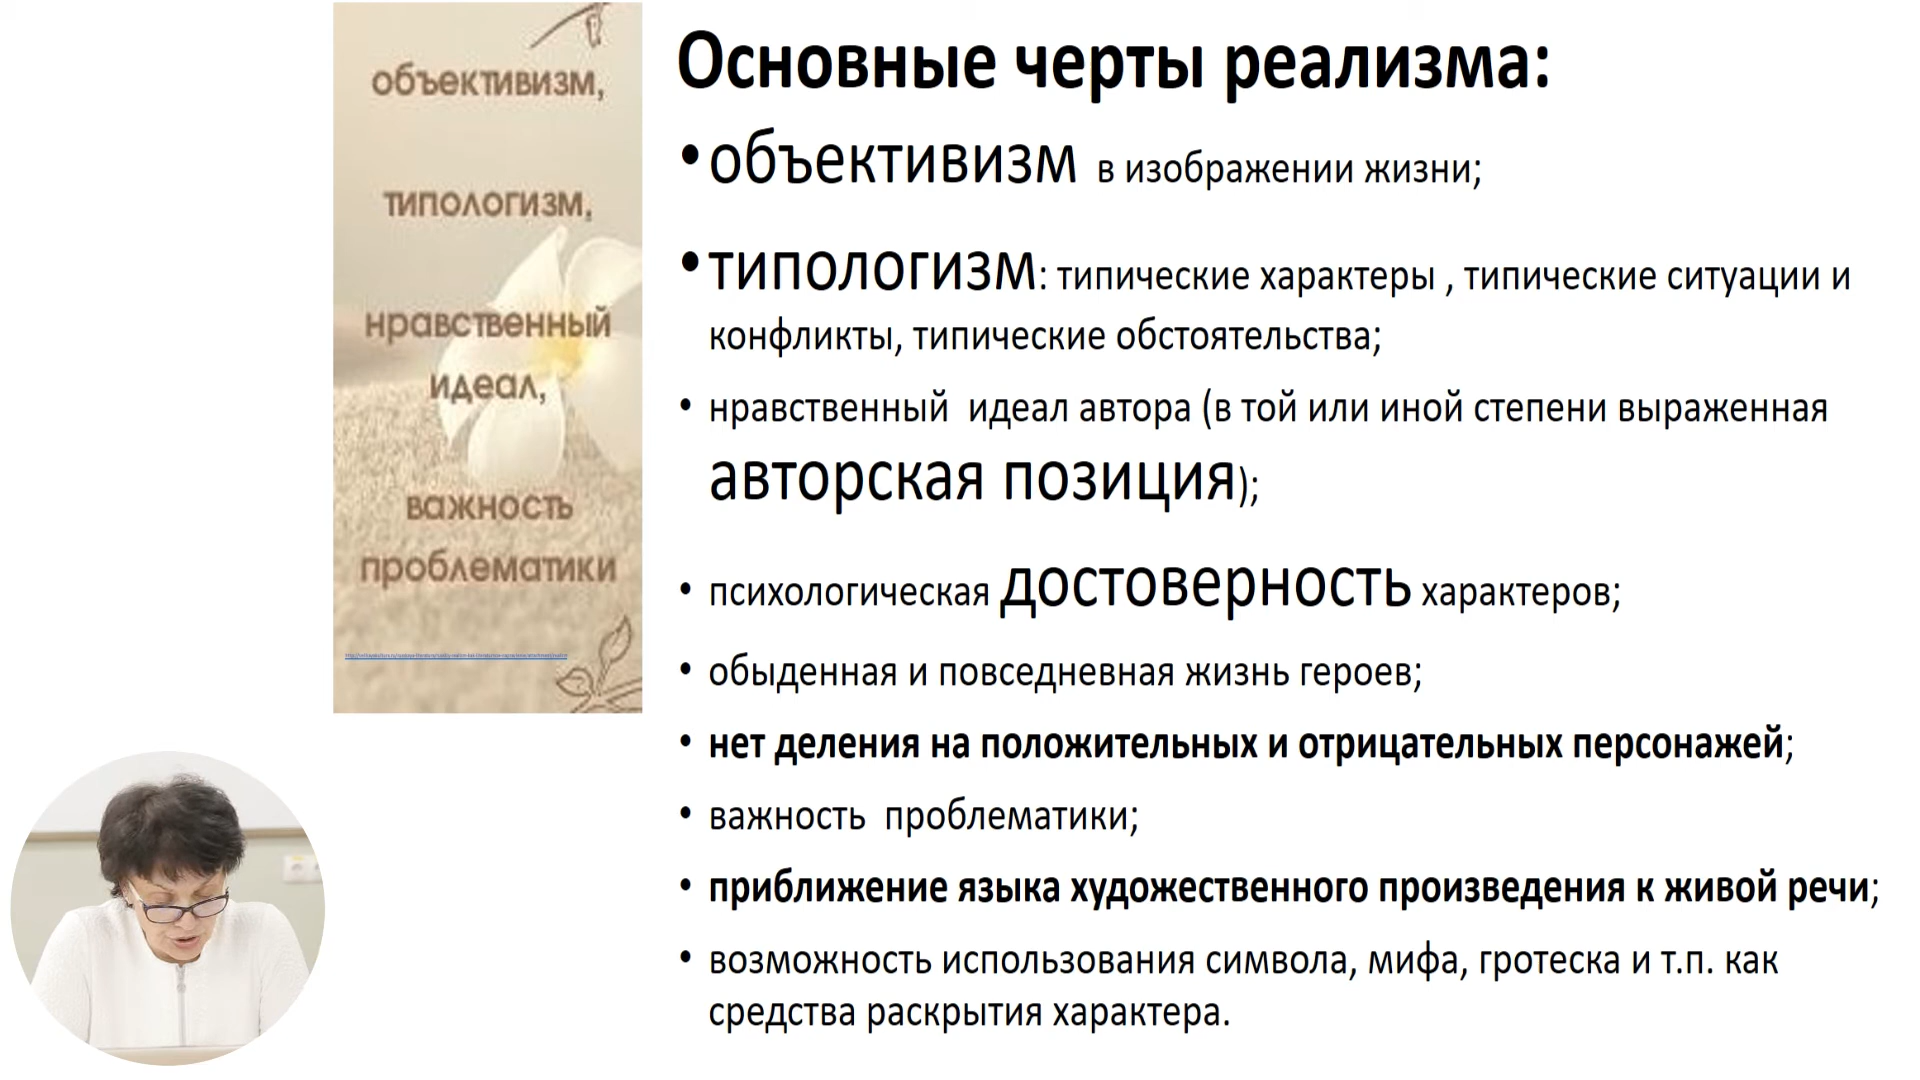 объективизм,
типологизм,
нравственный
идеал,
важность
проблематики
Основные черты реализма:
•объективизм в изображении жизни;
•типологизм: типические характеры , типические ситуации и
конфликты, типические обстоятельства;
• нравственный идеал автора (в той или иной степени выраженная
авторская позиция);
• психологическая достоверность характеров;
• обыденная и повседневная жизнь героев;
• нет деления на положительных и отрицательных персонажей;
• важность проблематики;
• приближение языка художественного произведения к живой речи;
• возможность использования символа, мифа, гротеска и т.п. как
средства раскрытия характера.